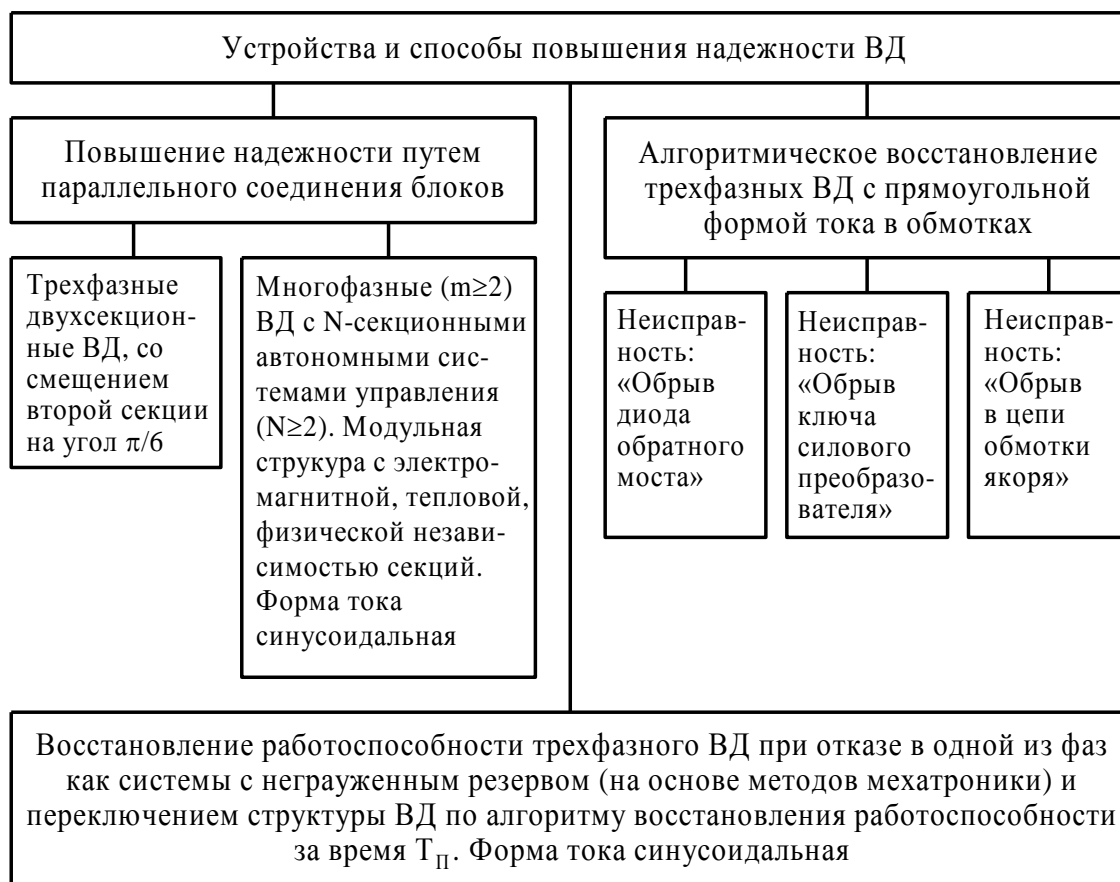 Устройства и способы повышения надежности ВД
Повышение надежности путем
параллельного соединения блоков
Алгоритмическое восстановление
трехфазных ВД с прямоугольной
формой тока в обмотках
Трехфазные
двухсекцион-
ные ВД, со
смещением
второй секции
на угол π/6
Многофазные (m≥2)
ВД с N-секционными
автономными сис-
темами управления
(N≥2). Модульная
струкура с электро-
магнитной, тепловой,
физической незави-
симостью секций.
Форма тока
синусоидальная
Неисправ-
ность:
«Обрыв
диода
обратного
моста»
Неисправ-
ность:
«Обрыв
ключа
силового
преобразо-
вателя»
Неисправ-
ность:
«Обрыв
в цепи
обмотки
якоря»
Восстановление работоспособности трехфазного ВД при отказе в одной из фаз
как системы с неграуженным резервом (на основе методов мехатроники) и
переключением структуры ВД по алгоритму восстановления работоспособности
за время TП. Форма тока синусоидальная